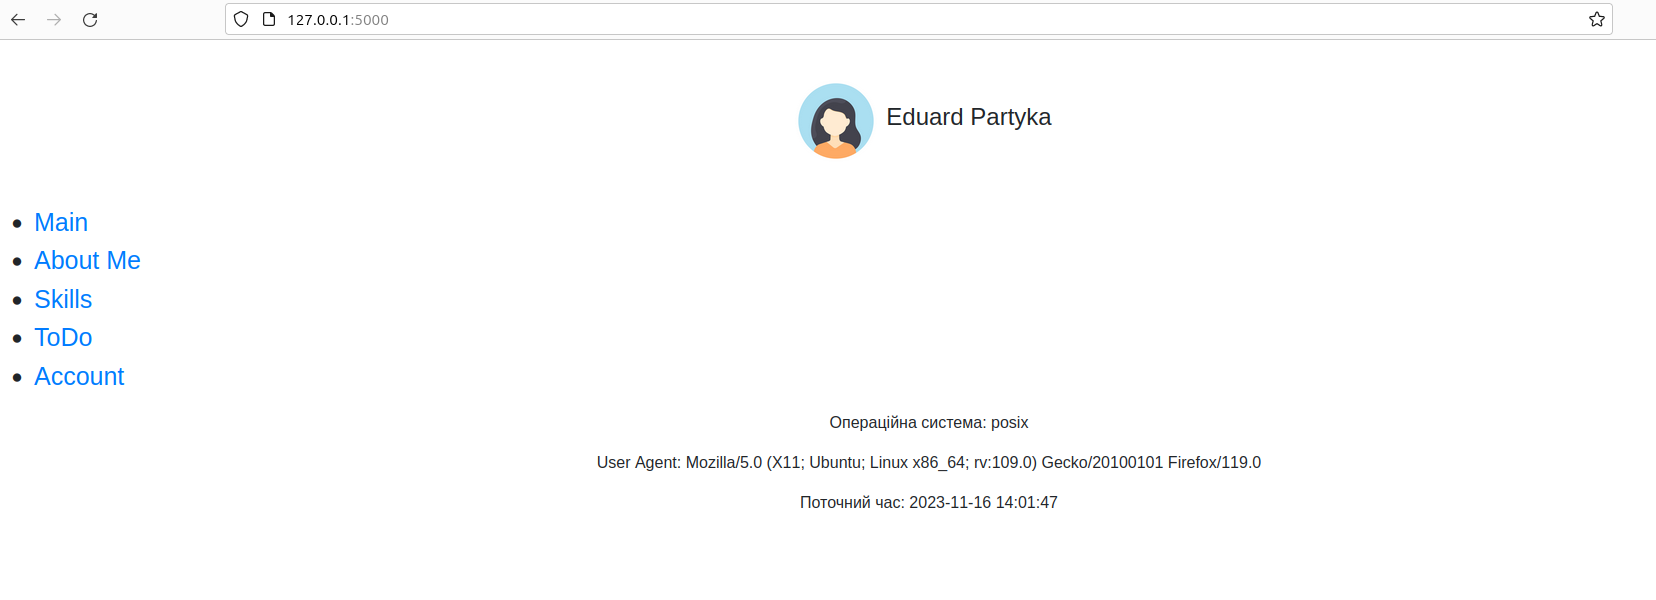 127.0.0.1:5000
Eduard Partyka
Main
About Me
Skills
ToDo
Account
Операційна система: posix
User Agent: Mozilla/5.0 (X11; Ubuntu; Linux x86_64; rv:109.0) Gecko/20100101 Firefox/119.0
Поточний час: 2023-11-16 14:01:47